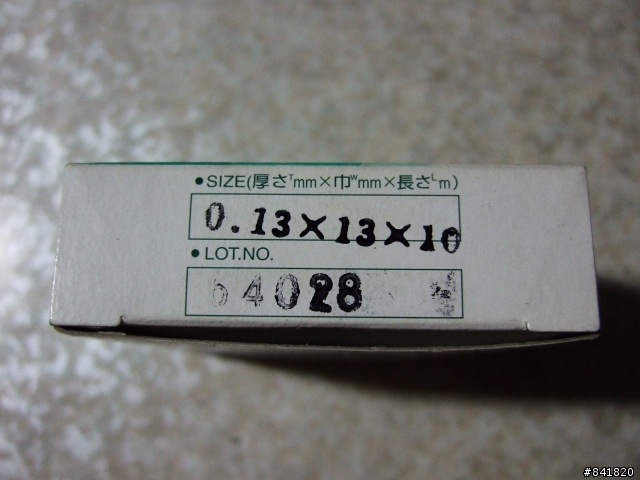 ●SIZE(厚さTmm×巾Wmm×長さLm)
0.13×13×10
●LOT.NO.
64028
#841820